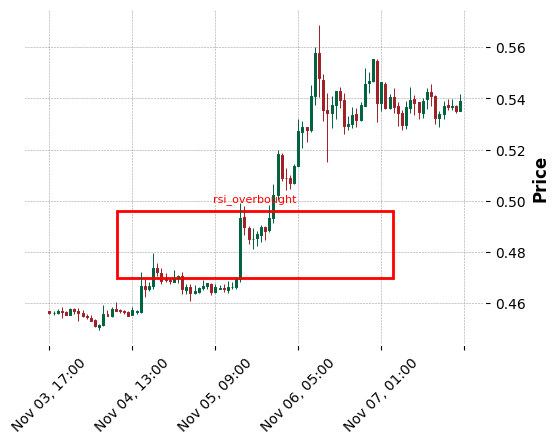 0.56
0.54
0.52
0.50
0.48
0.46
Price
rsi_overbought
Nov 03, 17:00
Nov 04, 13:00
Nov 05, 09:00
Nov 06, 05:00
Nov 07, 01:00